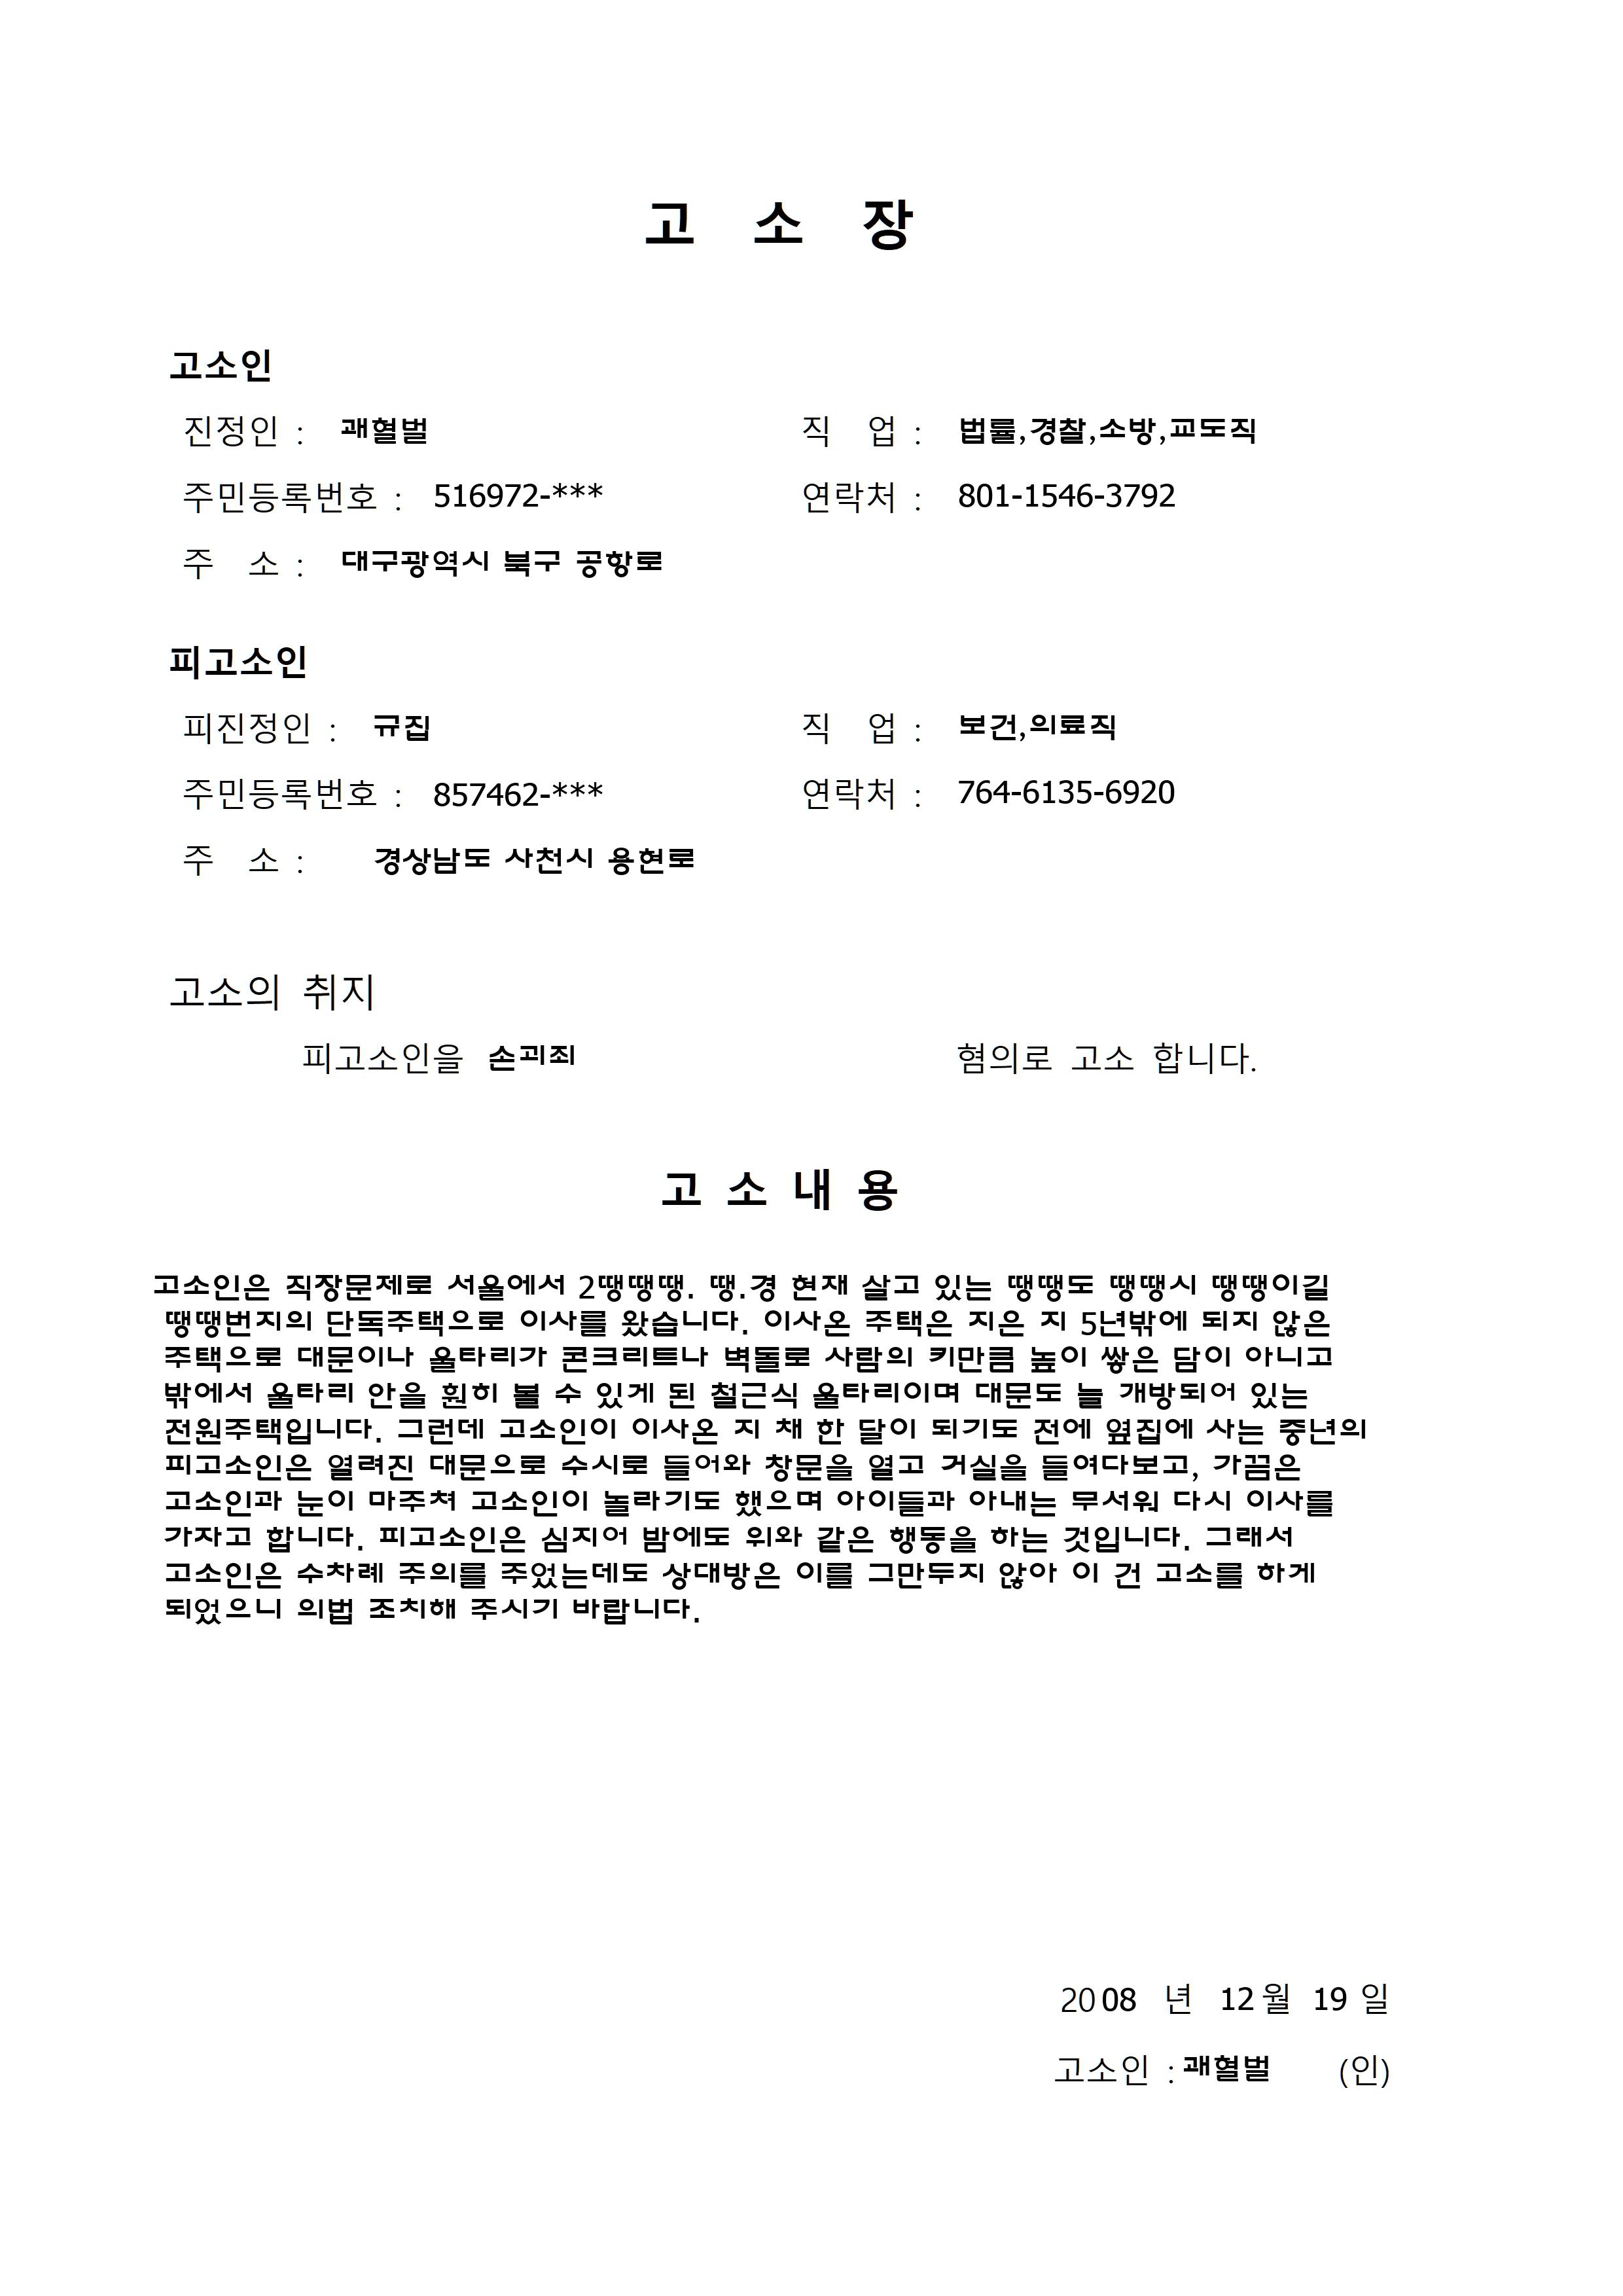 고 소 장
고소인
진정인 : 괘혈벌 직 업 : 법률,경찰,소방,교도직
주민등록번호 : 516972-*** 연락처 : 801-1546-3792
주 소 : 대구광역시 북구 공항로
피고소인
피진정인 : 규집 직 업 : 보건,의료직
주민등록번호 : 857462-*** 연락처 : 764-6135-6920
주 소 : 경상남도 사천시 용현로
고소의 취지
피고소인을 손괴죄 혐의로 고소 합니다.
고 소 내 용
고소인은 직장문제로 서울에서 2땡땡땡. 땡.경 현재 살고 있는 땡땡도 땡땡시 땡땡이길
땡땡번지의 단독주택으로 이사를 왔습니다. 이사온 주택은 지은 지 5년밖에 되지 않은
주택으로 대문이나 울타리가 콘크리트나 벽돌로 사람의 키만큼 높이 쌓은 담이 아니고
밖에서 울타리 안을 훤히 볼 수 있게 된 철근식 울타리이며 대문도 늘 개방되어 있는
전원주택입니다. 그런데 고소인이 이사온 지 채 한 달이 되기도 전에 옆집에 사는 중년의
피고소인은 열려진 대문으로 수시로 들어와 창문을 열고 거실을 들여다보고, 가끔은
고소인과 눈이 마주쳐 고소인이 놀라기도 했으며 아이들과 아내는 무서워 다시 이사를
가자고 합니다. 피고소인은 심지어 밤에도 위와 같은 행동을 하는 것입니다. 그래서
고소인은 수차례 주의를 주었는데도 상대방은 이를 그만두지 않아 이 건 고소를 하게
되었으니 의법 조치해 주시기 바랍니다.
2008 년 12월 19 일
고소인 : 괘혈벌 (인)